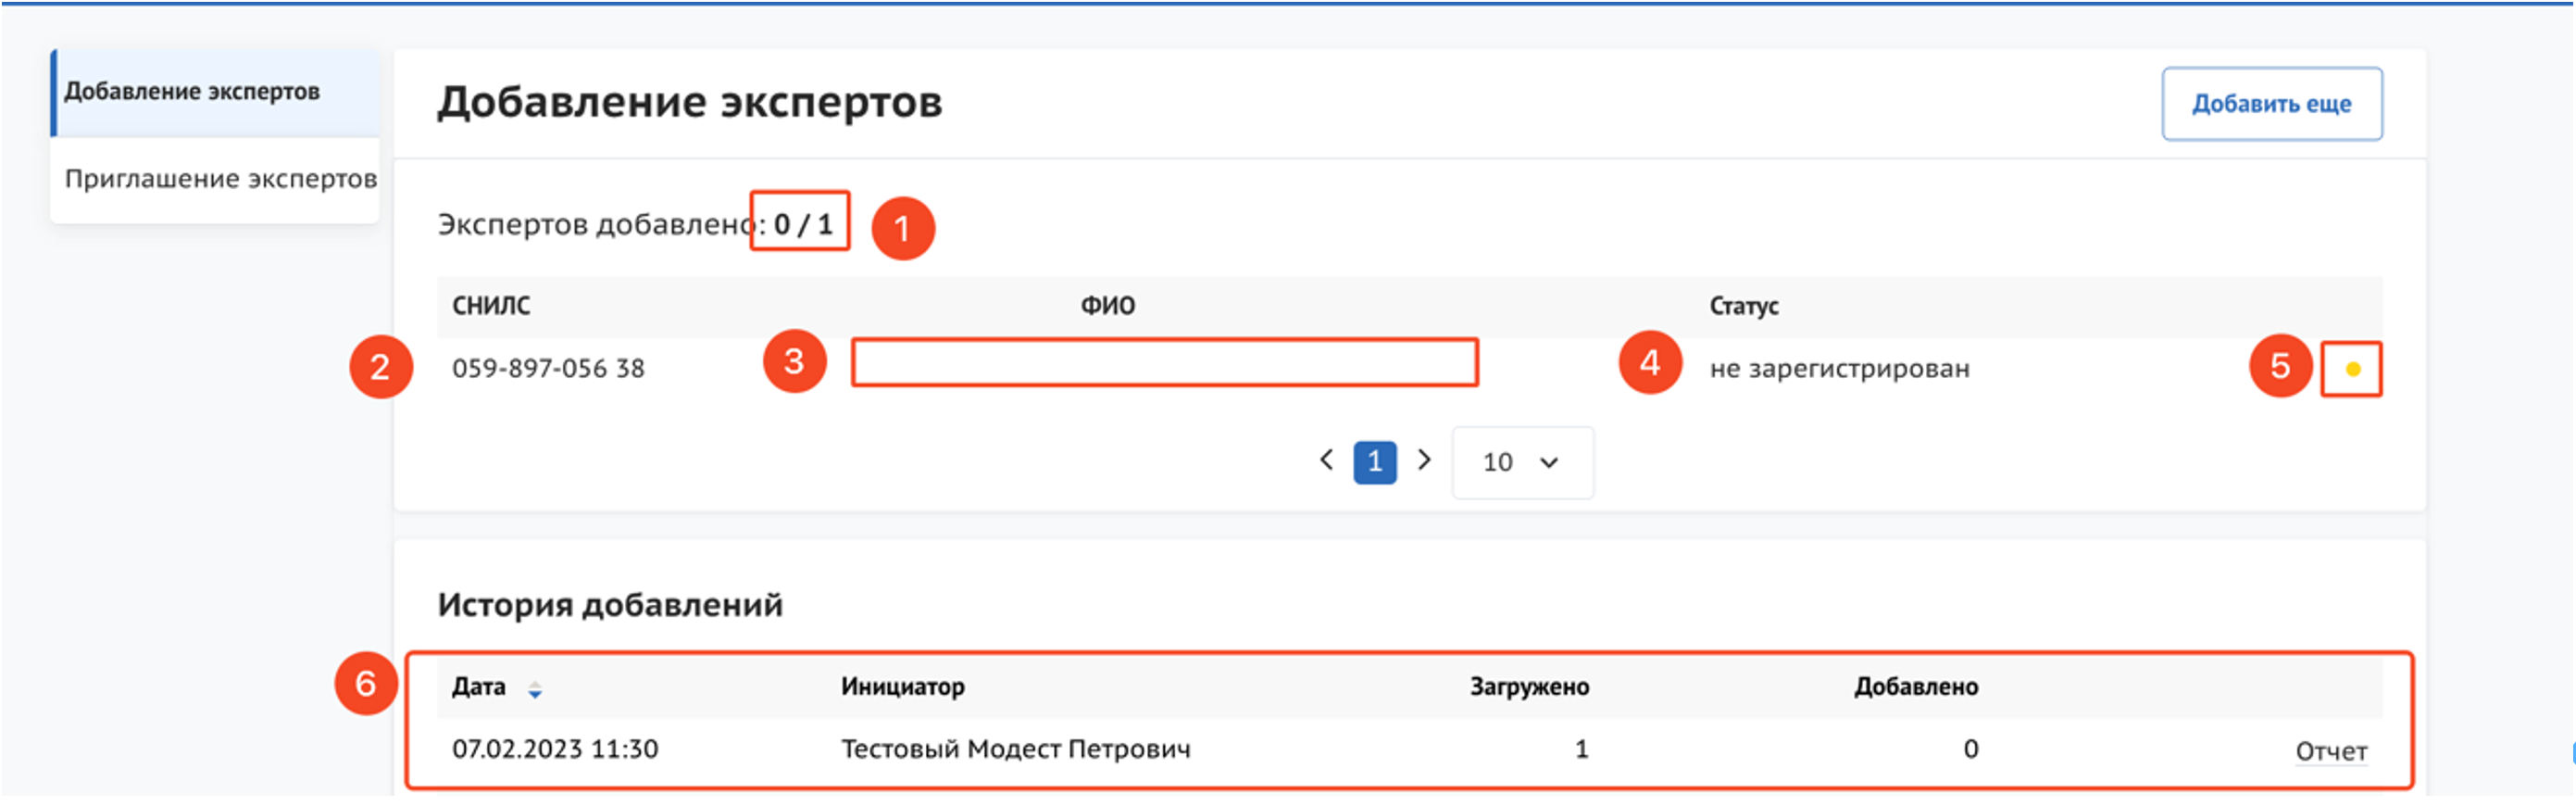 Добавление экспертов
Приглашение экспертов
Добавление экспертов
Добавить еще
Экспертов добавлено: 0 / 1
1
СНИЛС ФИО Статус
2 059-897-056 38 3 4 не зарегистрирован 5
1 10
История добавлений
6 Дата Инициатор Загружено Добавлено
07.02.2023 11:30 Тестовый Модест Петрович 1 0 Отчет